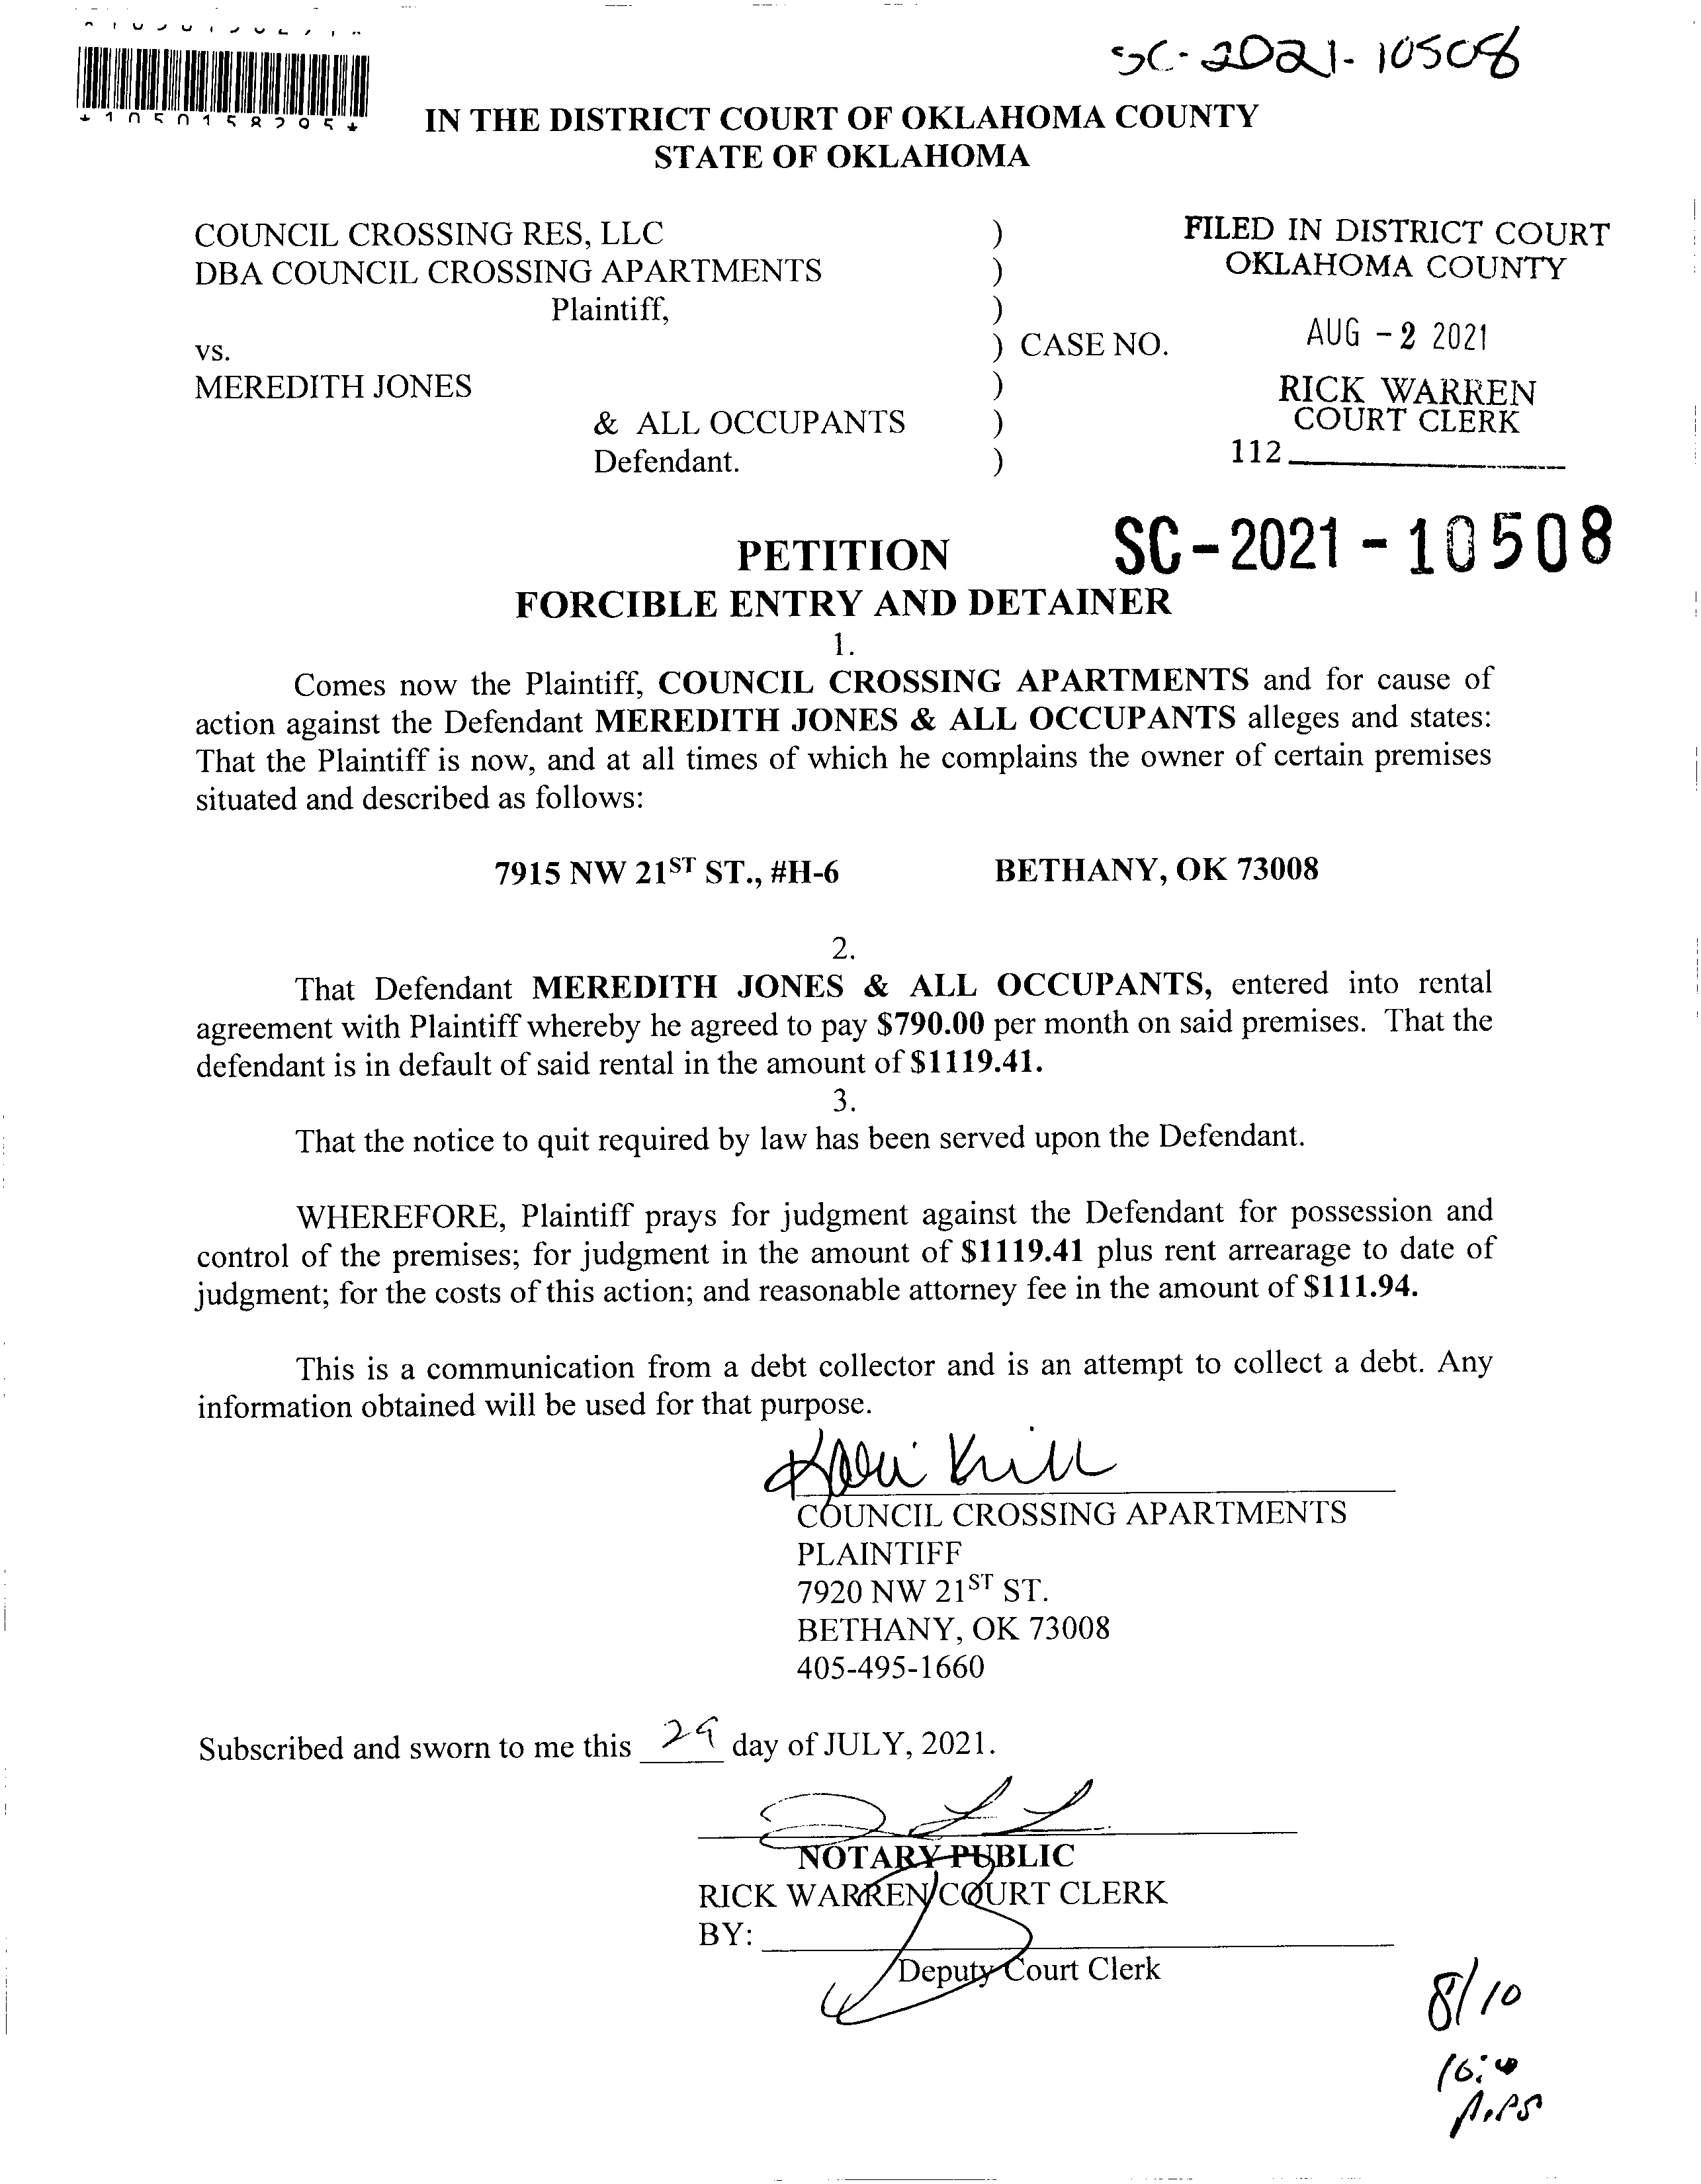 SC-2021-10508
*1050158295*
IN THE DISTRICT COURT OF OKLAHOMA COUNTY
STATE OF OKLAHOMA
COUNCIL CROSSING RES, LLC )
DBA COUNCIL CROSSING APARTMENTS )
Plaintiff, )
vs. ) CASE NO.
MEREDITH JONES )
& ALL OCCUPANTS )
Defendant. )
FILED IN DISTRICT COURT
OKLAHOMA COUNTY
AUG - 2 2021
RICK WARREN
COURT CLERK
112
SC-2021-10508
PETITION
FORCIBLE ENTRY AND DETAINER
1.
Comes now the Plaintiff, COUNCIL CROSSING APARTMENTS and for cause of
action against the Defendant MEREDITH JONES & ALL OCCUPANTS alleges and states:
That the Plaintiff is now, and at all times of which he complains the owner of certain premises
situated and described as follows:
7915 NW 21ST ST., #H-6 BETHANY, OK 73008
2.
That Defendant MEREDITH JONES & ALL OCCUPANTS, entered into rental
agreement with Plaintiff whereby he agreed to pay $790.00 per month on said premises. That the
defendant is in default of said rental in the amount of $1119.41.
3.
That the notice to quit required by law has been served upon the Defendant.
WHEREFORE, Plaintiff prays for judgment against the Defendant for possession and
control of the premises; for judgment in the amount of $1119.41 plus rent arrearage to date of
judgment; for the costs of this action; and reasonable attorney fee in the amount of $111.94.
This is a communication from a debt collector and is an attempt to collect a debt. Any
information obtained will be used for that purpose.
COUNCIL CROSSING APARTMENTS
PLAINTIFF
7920 NW 21ST ST.
BETHANY, OK 73008
405-495-1660
Subscribed and sworn to me this 29 day of JULY, 2021.
NOTARY PUBLIC
RICK WARREN/COURT CLERK
BY:
Deputy Court Clerk
8/10